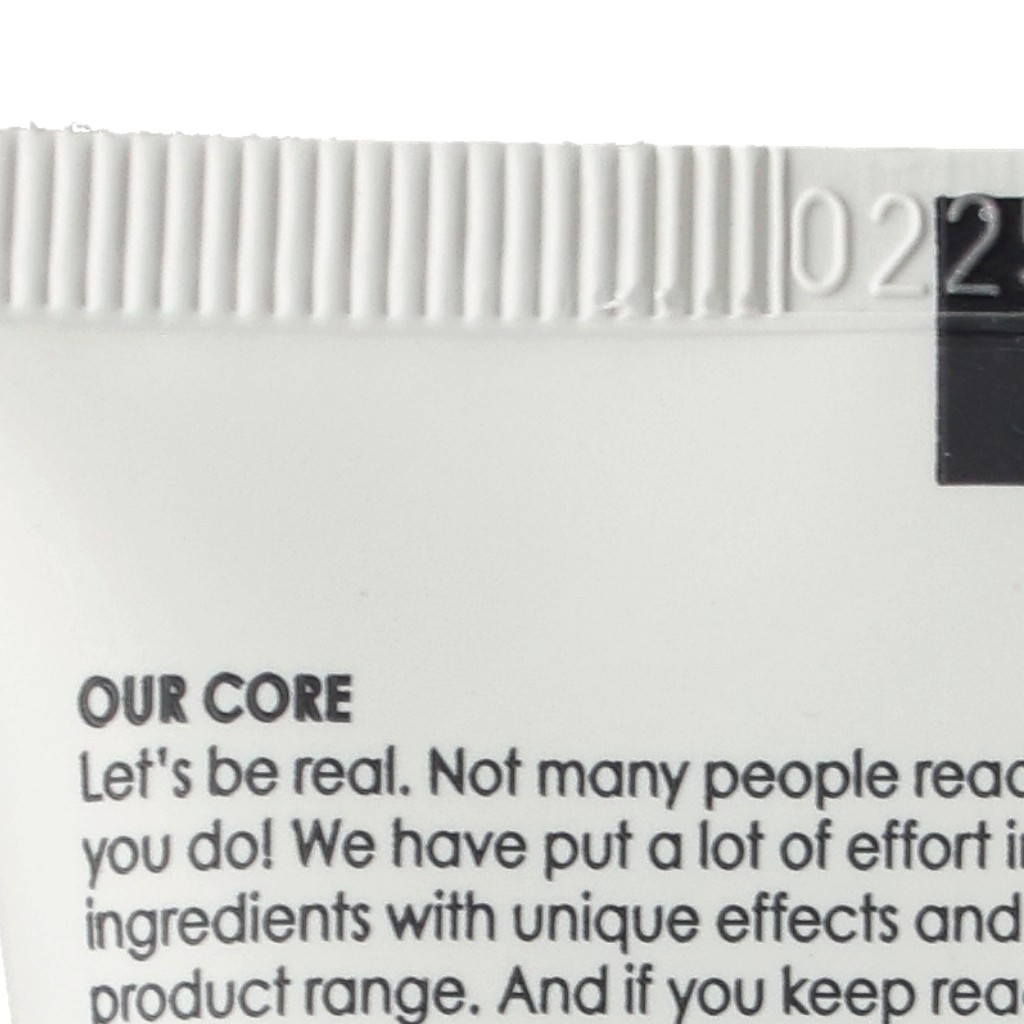 022
OUR CORE
Let's be real. Not many people
you do! We have put a lot of effort
ingredients with unique effects and
product range. And if you keep